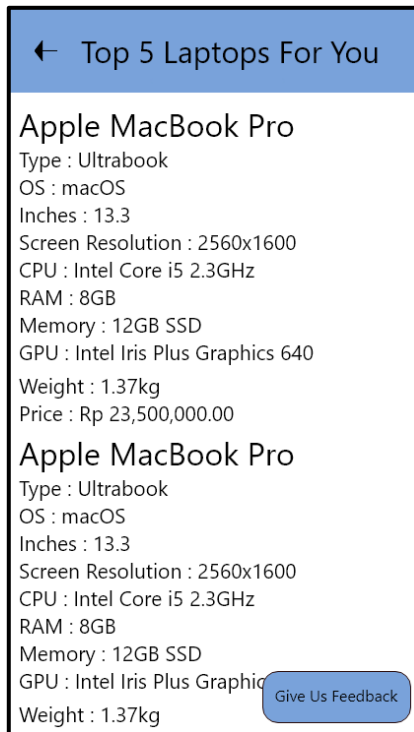 Top 5 Laptops For You
Apple MacBook Pro
Type : Ultrabook
OS : macOS
Inches : 13.3
Screen Resolution : 2560x1600
CPU : Intel Core i5 2.3GHz
RAM : 8GB
Memory : 12GB SSD
GPU : Intel Iris Plus Graphics 640
Weight : 1.37kg
Price : Rp 23,500,000.00
Apple MacBook Pro
Type : Ultrabook
OS : macOS
Inches : 13.3
Screen Resolution : 2560x1600
CPU : Intel Core i5 2.3GHz
RAM : 8GB
Memory : 12GB SSD
GPU : Intel Iris Plus Graphic
Give Us Feedback
Weight : 1.37kg